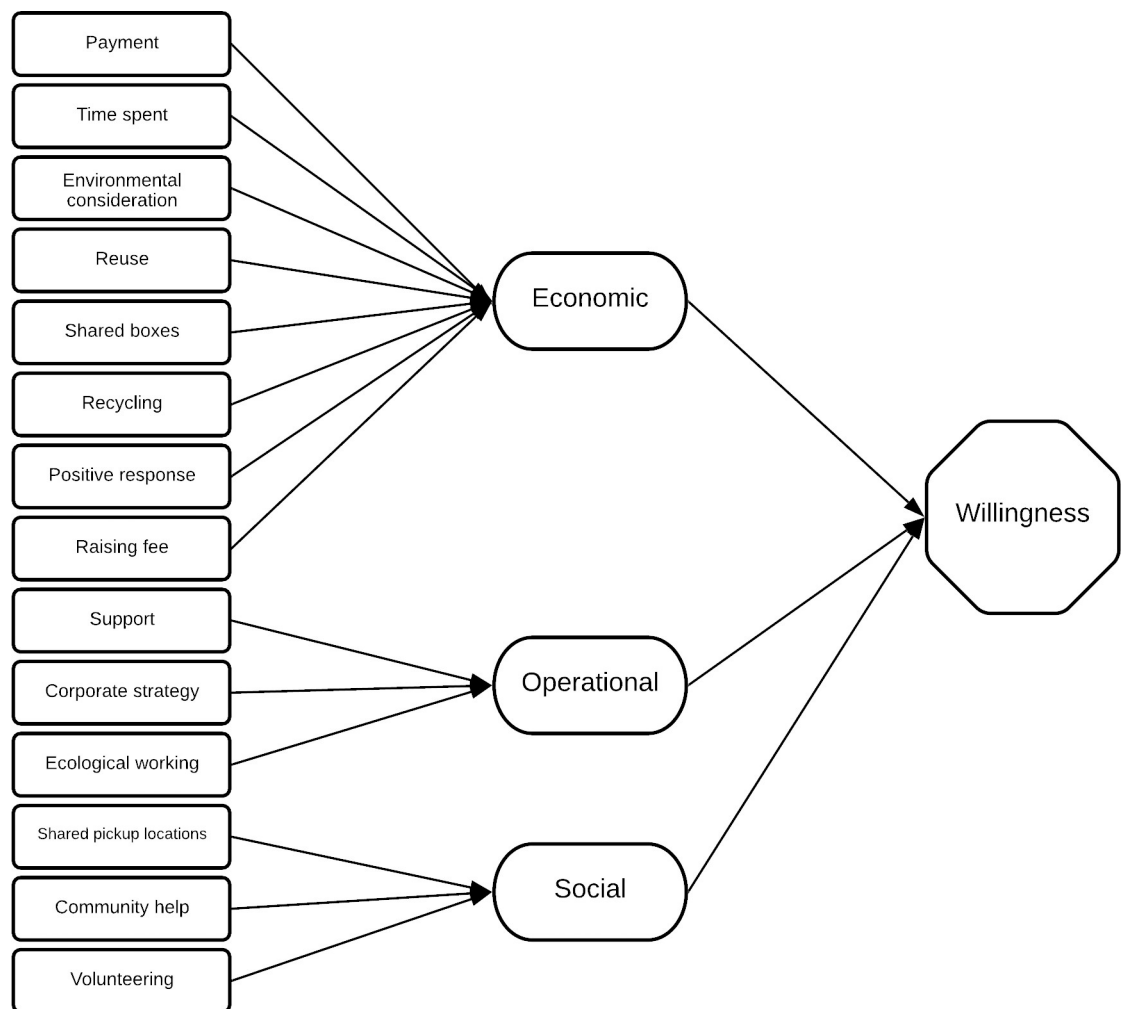 Payment
Time spent
Environmental
consideration
Reuse
Shared boxes
Recycling
Positive response
Raising fee
Support
Corporate strategy
Ecological working
Shared pickup locations
Community help
Volunteering
Economic
Operational
Social
Willingness